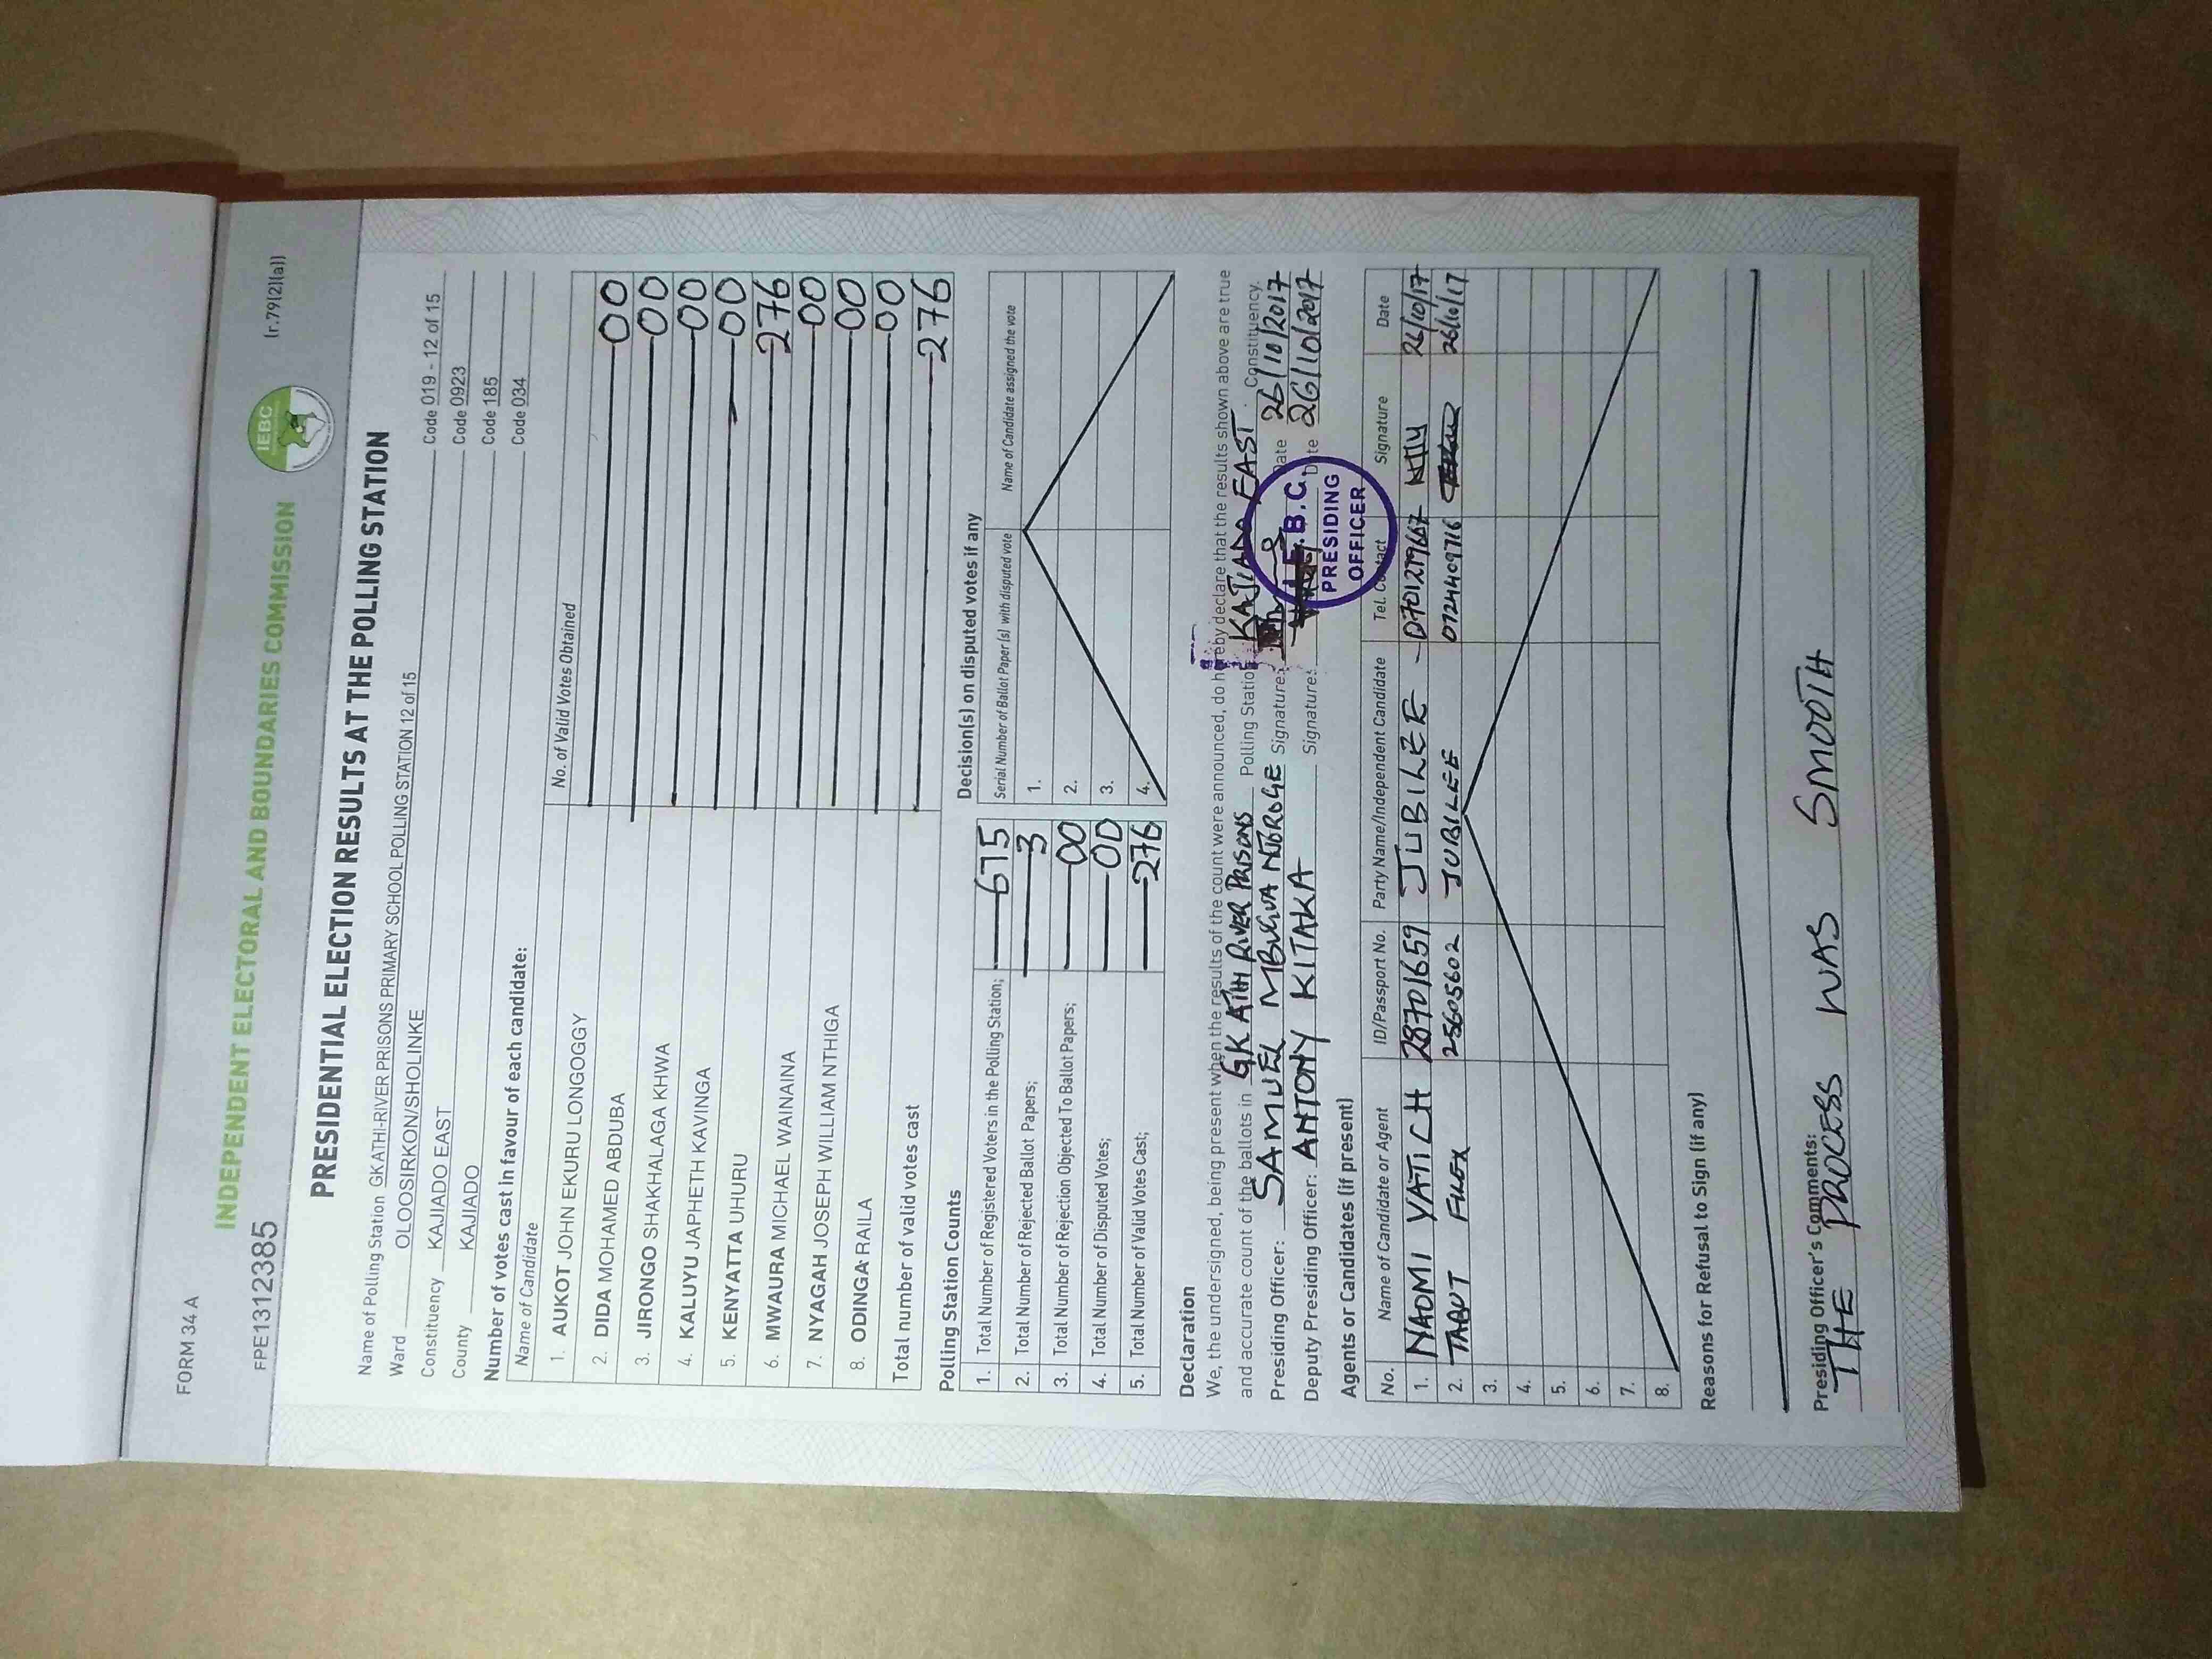 FORM 34 A
INDEPENDENT ELECTORAL AND BOUNDARIES COMMISSION
IEBC
(r.79(2)(a))
FPE1312385
PRESIDENTIAL ELECTION RESULTS AT THE POLLING STATION
Name of Polling Station GK ATHI-RIVER PRISONS PRIMARY SCHOOL POLLING STATION 12 of 15 Code 019 - 12 of 15
Ward OLOOSIRKON/SHOLINKE Code 0923
Constituency KAJIADO EAST Code 185
County KAJIADO Code 034
Number of votes cast in favour of each candidate:
Name of Candidate No. of Valid Votes Obtained
1. AUKOT JOHN EKURU LONGOGGY 00
2. DIDA MOHAMED ABDUBA 00
3. JIRONGO SHAKHALAGA KHWA 00
4. KALUYU JAPHETH KAVINGA 00
5. KENYATTA UHURU 276
6. MWAURA MICHAEL WAINAINA 00
7. NYAGAH JOSEPH WILLIAM NTHIGA 00
8. ODINGA RAILA 00
Total number of valid votes cast 276
Polling Station Counts
1. Total Number of Registered Voters in the Polling Station; 675
2. Total Number of Rejected Ballot Papers; 3
3. Total Number of Rejection Objected To Ballot Papers; 00
4. Total Number of Disputed Votes; 00
5. Total Number of Valid Votes Cast; 276
Decision(s) on disputed votes if any
Serial Number of Ballot Paper (s) with disputed vote Name of Candidate assigned the vote
1.
2.
3.
4.
Declaration
We, the undersigned, being present when the results of the count were announced, do hereby declare that the results shown above are true
and accurate count of the ballots in GK ATHI RIVER PRISONS Polling Station KAJIADO EAST Constituency.
Presiding Officer: SAMUEL MBUGUA NJOROGE Signature: Date 26/10/2017
Deputy Presiding Officer: ANTONY KITAKA Signature: Date 26/10/2017
I.E.B.C.
PRESIDING
OFFICER
Agents or Candidates (if present)
No. Name of Candidate or Agent ID/Passport No. Party Name/Independent Candidate Tel. Contact Signature Date
1. NAOMI YATICH 28701659 JUBILEE 0701279667 26/10/17
2. TABUT 25605602 JUBILEE 0724409716 26/10/17
3.
4.
5.
6.
7.
8.
Reasons for Refusal to Sign (if any)
Presiding Officer's Comments:
THE PROCESS WAS SMOOTH